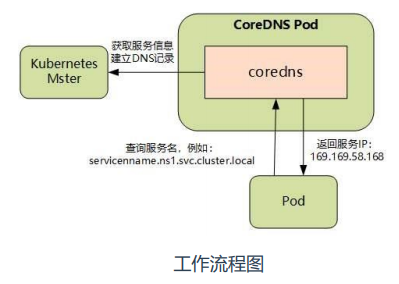 CoreDNS Pod
获取服务信息
建立DNS记录
Kubernetes
Mster
coredns
查询服务名，例如：
servicename.ns1.svc.cluster.local
返回服务IP：
169.169.58.168
Pod
工作流程图